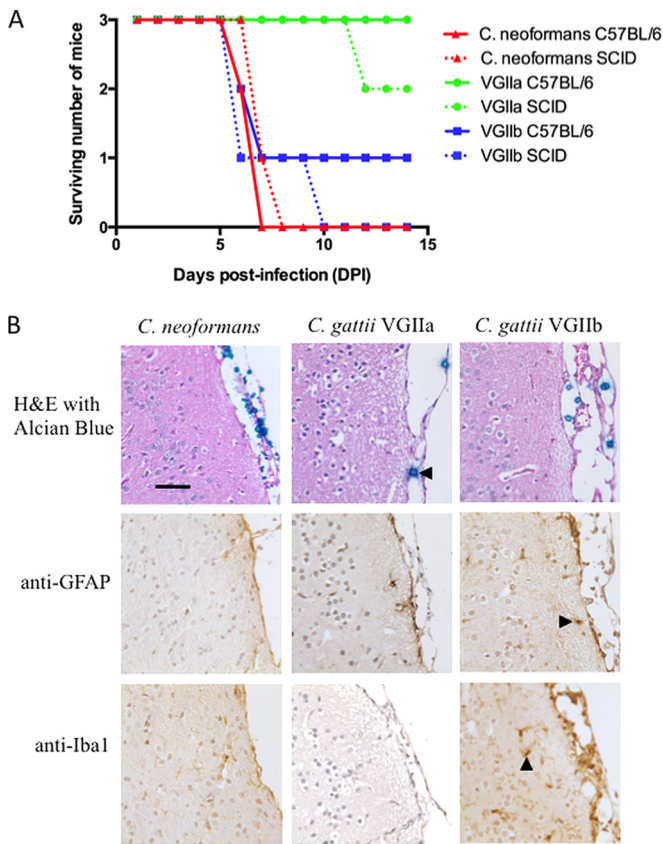 A
3
2
1
0
Surviving number of mice
0
5
10
15
Days post-infection (DPI)
C. neoformans C57BL/6
C. neoformans SCID
VGIIa C57BL/6
VGIIa SCID
VGIIb C57BL/6
VGIIb SCID
B
C. neoformans
C. gattii VGIIa
C. gattii VGIIb
H&E with
Alcian Blue
anti-GFAP
anti-Iba1